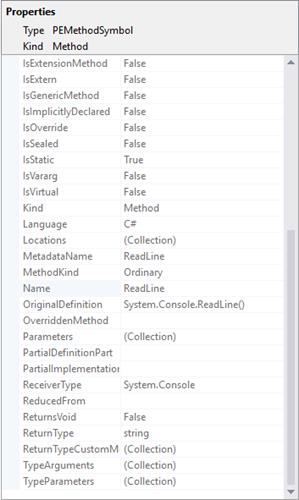 Properties
Type PEMethodSymbol
Kind Method
IsExtensionMethod False
IsExtern False
IsGenericMethod False
IsImplicitlyDeclared False
IsOverride False
IsSealed False
IsStatic True
IsVararg False
IsVirtual False
Kind Method
Language C#
Locations (Collection)
MetadataName ReadLine
MethodKind Ordinary
Name ReadLine
OriginalDefinition System.Console.ReadLine()
OverriddenMethod
Parameters (Collection)
PartialDefinitionPart
PartialImplementation
ReceiverType System.Console
ReducedFrom
ReturnsVoid False
ReturnType string
ReturnTypeCustomM (Collection)
TypeArguments (Collection)
TypeParameters (Collection)